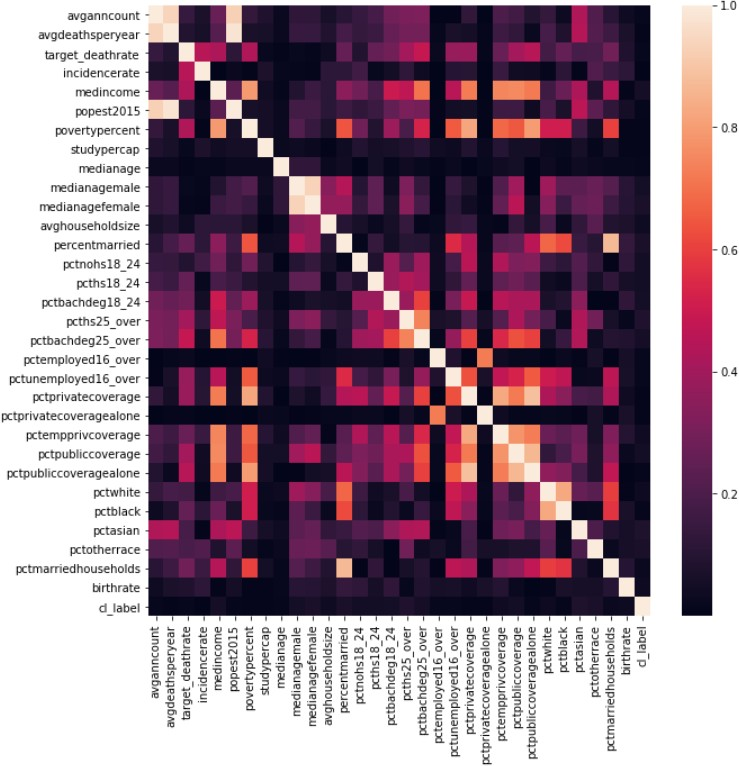 avganncount
avgdeathsperyear
target_deathrate
incidencerate
medincome
popest2015
povertypercent
studypercap
medianage
medianagemale
medianagefemale
avghouseholdsize
percentmarried
pctnohs18_24
pcths18_24
pctbachdeg18_24
pcths25_over
pctbachdeg25_over
pctemployed16_over
pctunemployed16_over
pctprivatecoverage
pctprivatecoveragealone
pctempprivcoverage
pctpubliccoverage
pctpubliccoveragealone
pctwhite
pctblack
pctasian
pctotherrace
pctmarriedhouseholds
birthrate
cl_label
avganncount
avgdeathsperyear
target_deathrate
incidencerate
medincome
popest2015
povertypercent
studypercap
medianage
medianagemale
medianagefemale
avghouseholdsize
percentmarried
pctnohs18_24
pcths18_24
pctbachdeg18_24
pcths25_over
pctbachdeg25_over
pctemployed16_over
pctunemployed16_over
pctprivatecoverage
pctprivatecoveragealone
pctempprivcoverage
pctpubliccoverage
pctpubliccoveragealone
pctwhite
pctblack
pctasian
pctotherrace
pctmarriedhouseholds
birthrate
cl_label
1.0
0.8
0.6
0.4
0.2